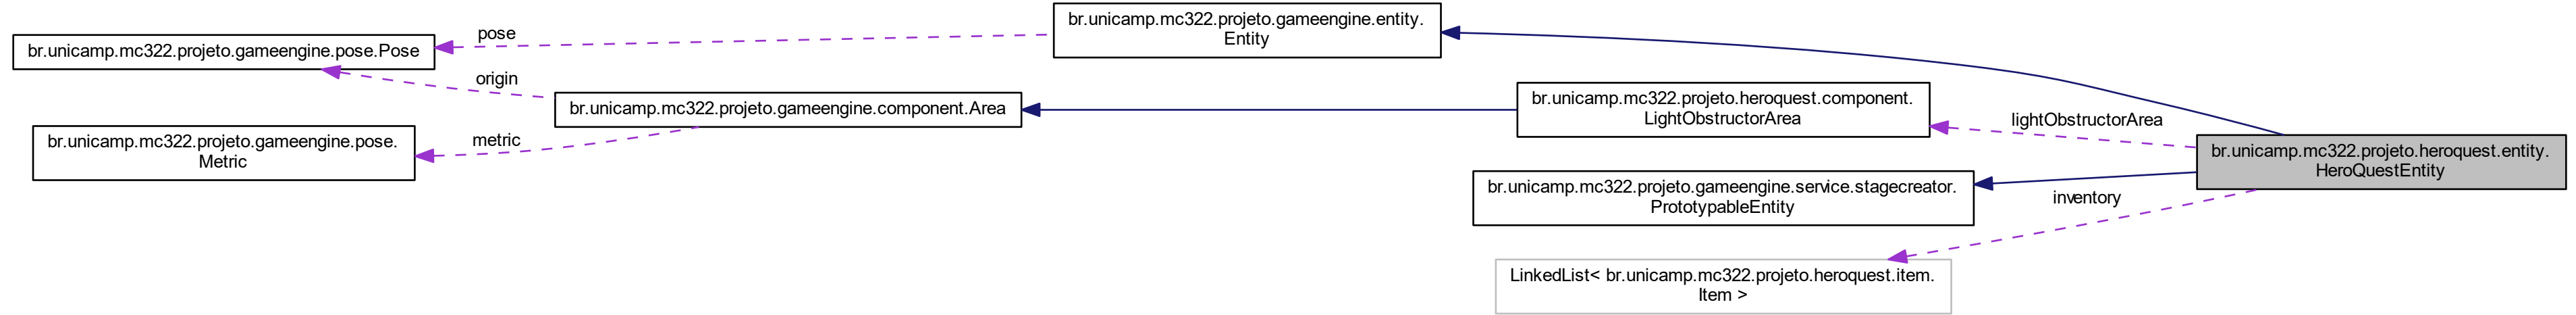 br.unicamp.mc322.projeto.gameengine.pose.Pose
pose
br.unicamp.mc322.projeto.gameengine.entity.
Entity
origin
br.unicamp.mc322.projeto.gameengine.component.Area
metric
br.unicamp.mc322.projeto.gameengine.pose.
Metric
br.unicamp.mc322.projeto.heroquest.component.
LightObstructorArea
lightObstructorArea
br.unicamp.mc322.projeto.heroquest.entity.
HeroQuestEntity
br.unicamp.mc322.projeto.gameengine.service.stagecreator.
PrototypableEntity
inventory
LinkedList< br.unicamp.mc322.projeto.heroquest.item.
Item >